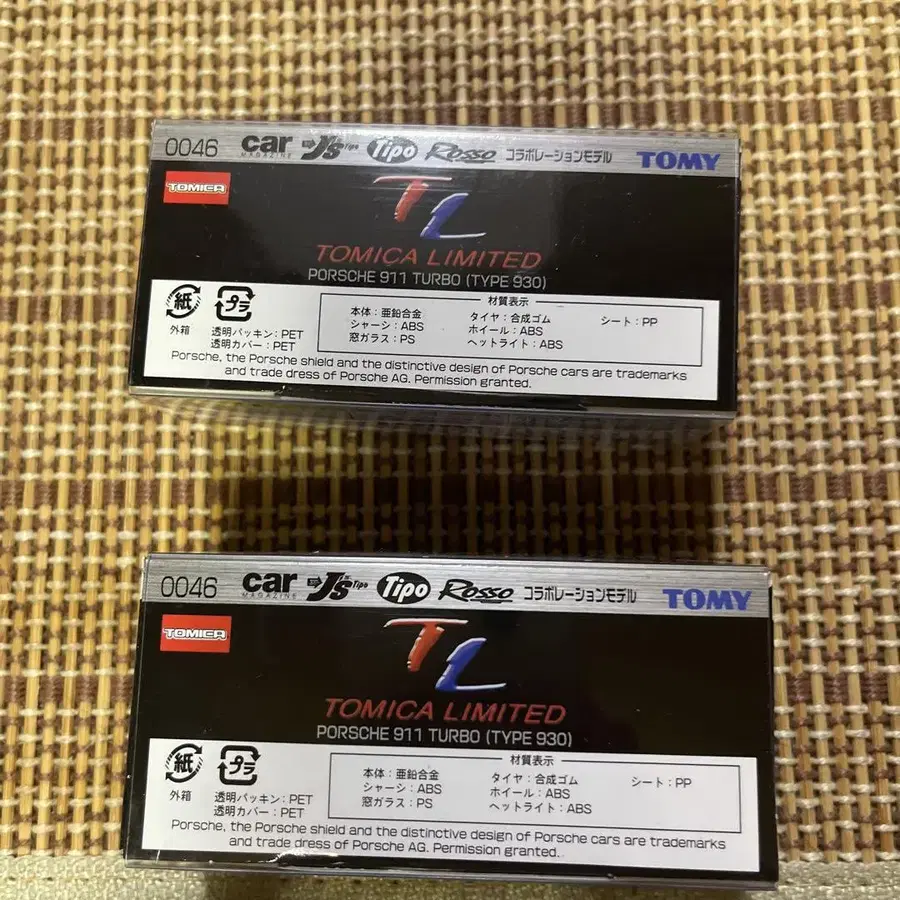 0046 car MAGAZINE J's Tipo Tipo Rosso コラボレーションモデル TOMY
TOMICA
TL
TOMICA LIMITED
PORSCHE 911 TURBO (TYPE 930)
紙 プラ
外箱 透明パッキン:PET
透明カバー:PET
材質表示
本体:亜鉛合金 タイヤ:合成ゴム シート:PP
シャーシ:ABS ホイール:ABS
窓ガラス:PS ヘッドライト:ABS
Porsche, the Porsche shield and the distinctive design of Porsche cars are trademarks
and trade dress of Porsche AG. Permission granted.
0046 car MAGAZINE J's Tipo Tipo Rosso コラボレーションモデル TOMY
TOMICA
TL
TOMICA LIMITED
PORSCHE 911 TURBO (TYPE 930)
紙 プラ
外箱 透明パッキン:PET
透明カバー:PET
材質表示
本体:亜鉛合金 タイヤ:合成ゴム シート:PP
シャーシ:ABS ホイール:ABS
窓ガラス:PS ヘッドライト:ABS
Porsche, the Porsche shield and the distinctive design of Porsche cars are trademarks
and trade dress of Porsche AG. Permission granted.